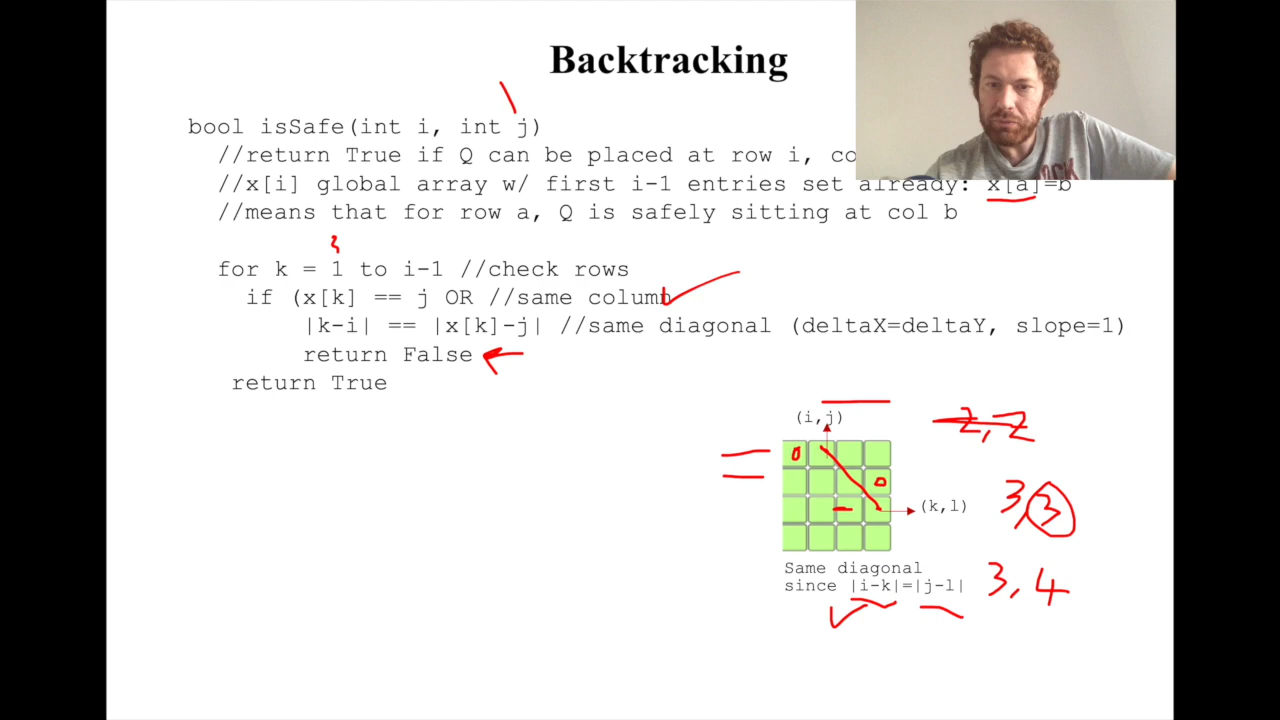 Backtracking
bool isSafe(int i, int j)
//return True if Q can be placed at row i, co
//x[i] global array w/ first i-1 entries set already: x[a]=b
//means that for row a, Q is safely sitting at col b
3
for k = 1 to i-1 //check rows
if (x[k] == j OR //same column
|k-i| == |x[k]-j| //same diagonal (deltaX=deltaY, slope=1)
return False
return True
(i,j)
2, 2
0
0
3,3
(k,l)
Same diagonal
since |i-k|=|j-l|
3, 4